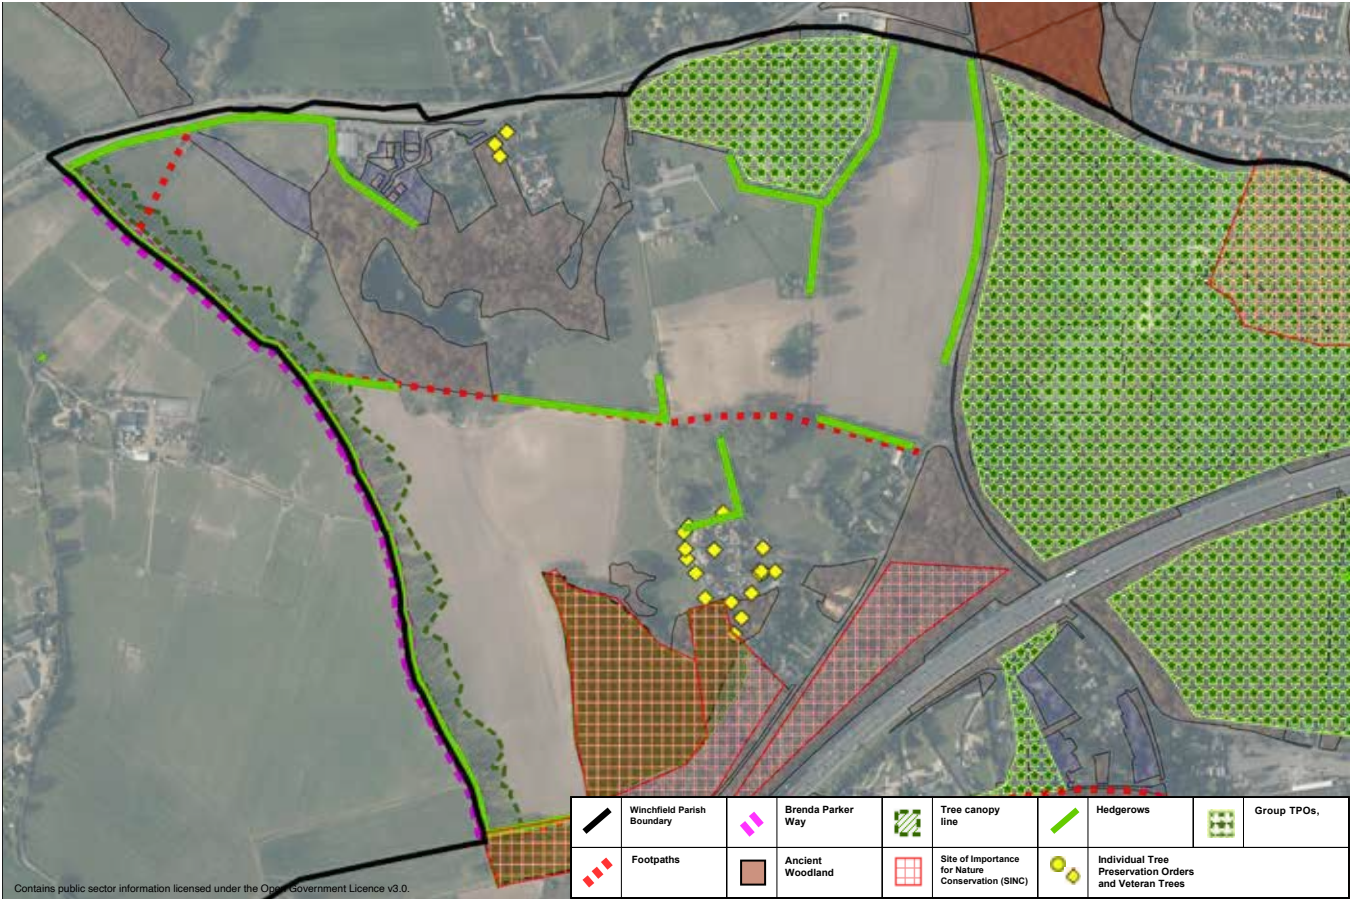 Winchfield Parish
Boundary
Brenda Parker
Way
Tree canopy
line
Hedgerows
Group TPOs,
Footpaths
Ancient
Woodland
Site of Importance
for Nature
Conservation (SINC)
Individual Tree
Preservation Orders
and Veteran Trees
Contains public sector information licensed under the Open Government Licence v3.0.